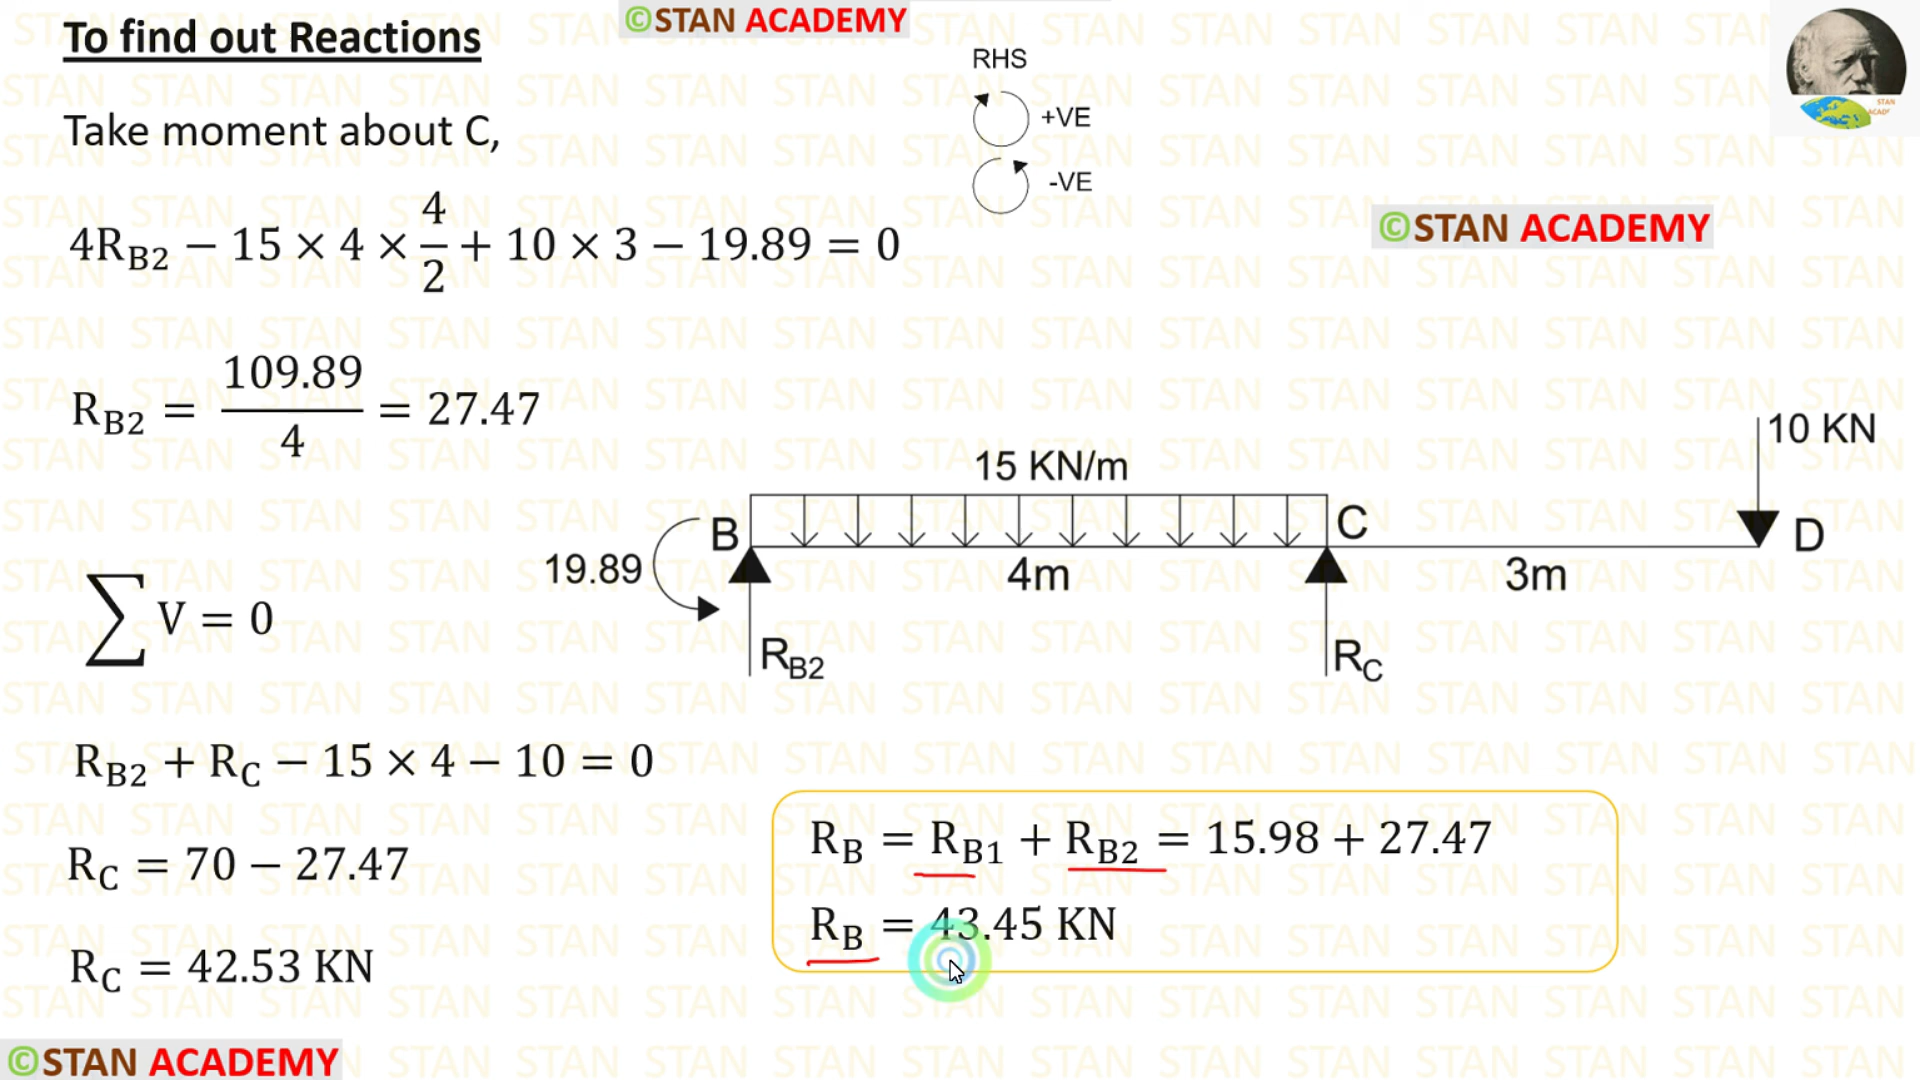 To find out Reactions
©STAN ACADEMY
RHS
+VE
-VE
STAN
ACADY
Take moment about C,
©STAN ACADEMY
4R_B2 − 15 × 4 × 4/2 + 10 × 3 − 19.89 = 0
R_B2 = 109.89/4 = 27.47
10 KN
15 KN/m
B
C
D
19.89
4m
3m
R_B2
R_C
∑ V = 0
R_B2 + R_C − 15 × 4 − 10 = 0
R_C = 70 − 27.47
R_C = 42.53 KN
R_B = R_B1 + R_B2 = 15.98 + 27.47
R_B = 43.45 KN
©STAN ACADEMY